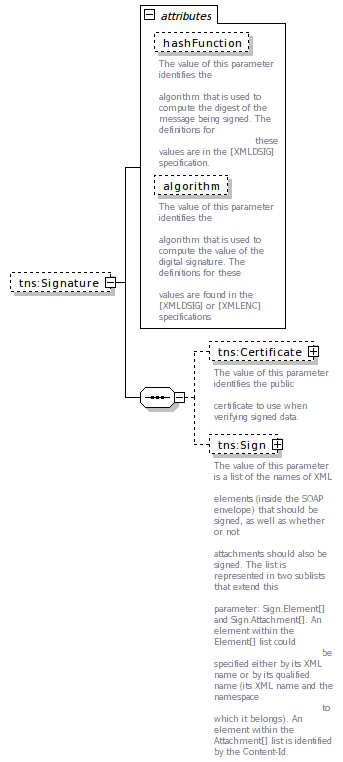 attributes
hashFunction
The value of this parameter
identifies the
algorithm that is used to
compute the digest of the
message being signed. The
definitions for
these
values are in the [XMLDSIG]
specification.
algorithm
The value of this parameter
identifies the
algorithm that is used to
compute the value of the
digital signature. The
definitions for these
values are found in the
[XMLDSIG] or [XMLENC]
specifications
tns:Signature
tns:Certificate
The value of this parameter
identifies the public
certificate to use when
verifying signed data.
tns:Sign
The value of this parameter
is a list of the names of XML
elements (inside the SOAP
envelope) that should be
signed, as well as whether
or not
attachments should also be
signed. The list is
represented in two sublists
that extend this
parameter: Sign.Element[]
and Sign.Attachment[]. An
element within the
Element[] list could
be
specified either by its XML
name or by its qualified
name (its XML name and the
namespace
to
which it belongs). An
element within the
Attachment[] list is identified
by the Content-Id.